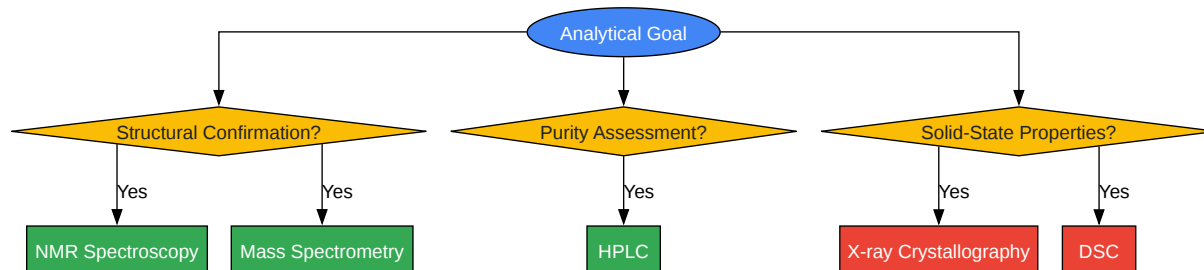 Analytical Goal
Structural Confirmation?
Purity Assessment?
Solid-State Properties?
Yes
Yes
Yes
Yes
Yes
NMR Spectroscopy
Mass Spectrometry
HPLC
X-ray Crystallography
DSC